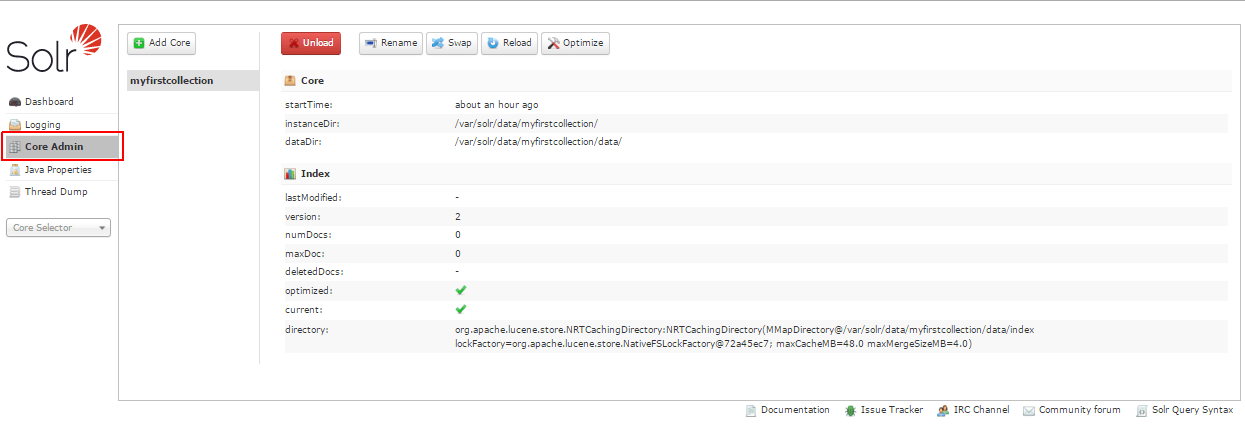 Solr
Dashboard
Logging
Core Admin
Java Properties
Thread Dump
Core Selector
Add Core
myfirstcollection
Unload
Rename
Swap
Reload
Optimize
Core
startTime: about an hour ago
instanceDir: /var/solr/data/myfirstcollection/
dataDir: /var/solr/data/myfirstcollection/data/
Index
lastModified: -
version: 2
numDocs: 0
maxDoc: 0
deletedDocs: -
optimized:
current:
directory: org.apache.lucene.store.NRTCachingDirectory:NRTCachingDirectory(MMapDirectory@/var/solr/data/myfirstcollection/data/index
lockFactory=org.apache.lucene.store.NativeFSLockFactory@72a45ec7; maxCacheMB=48.0 maxMergeSizeMB=4.0)
Documentation
Issue Tracker
IRC Channel
Community forum
Solr Query Syntax